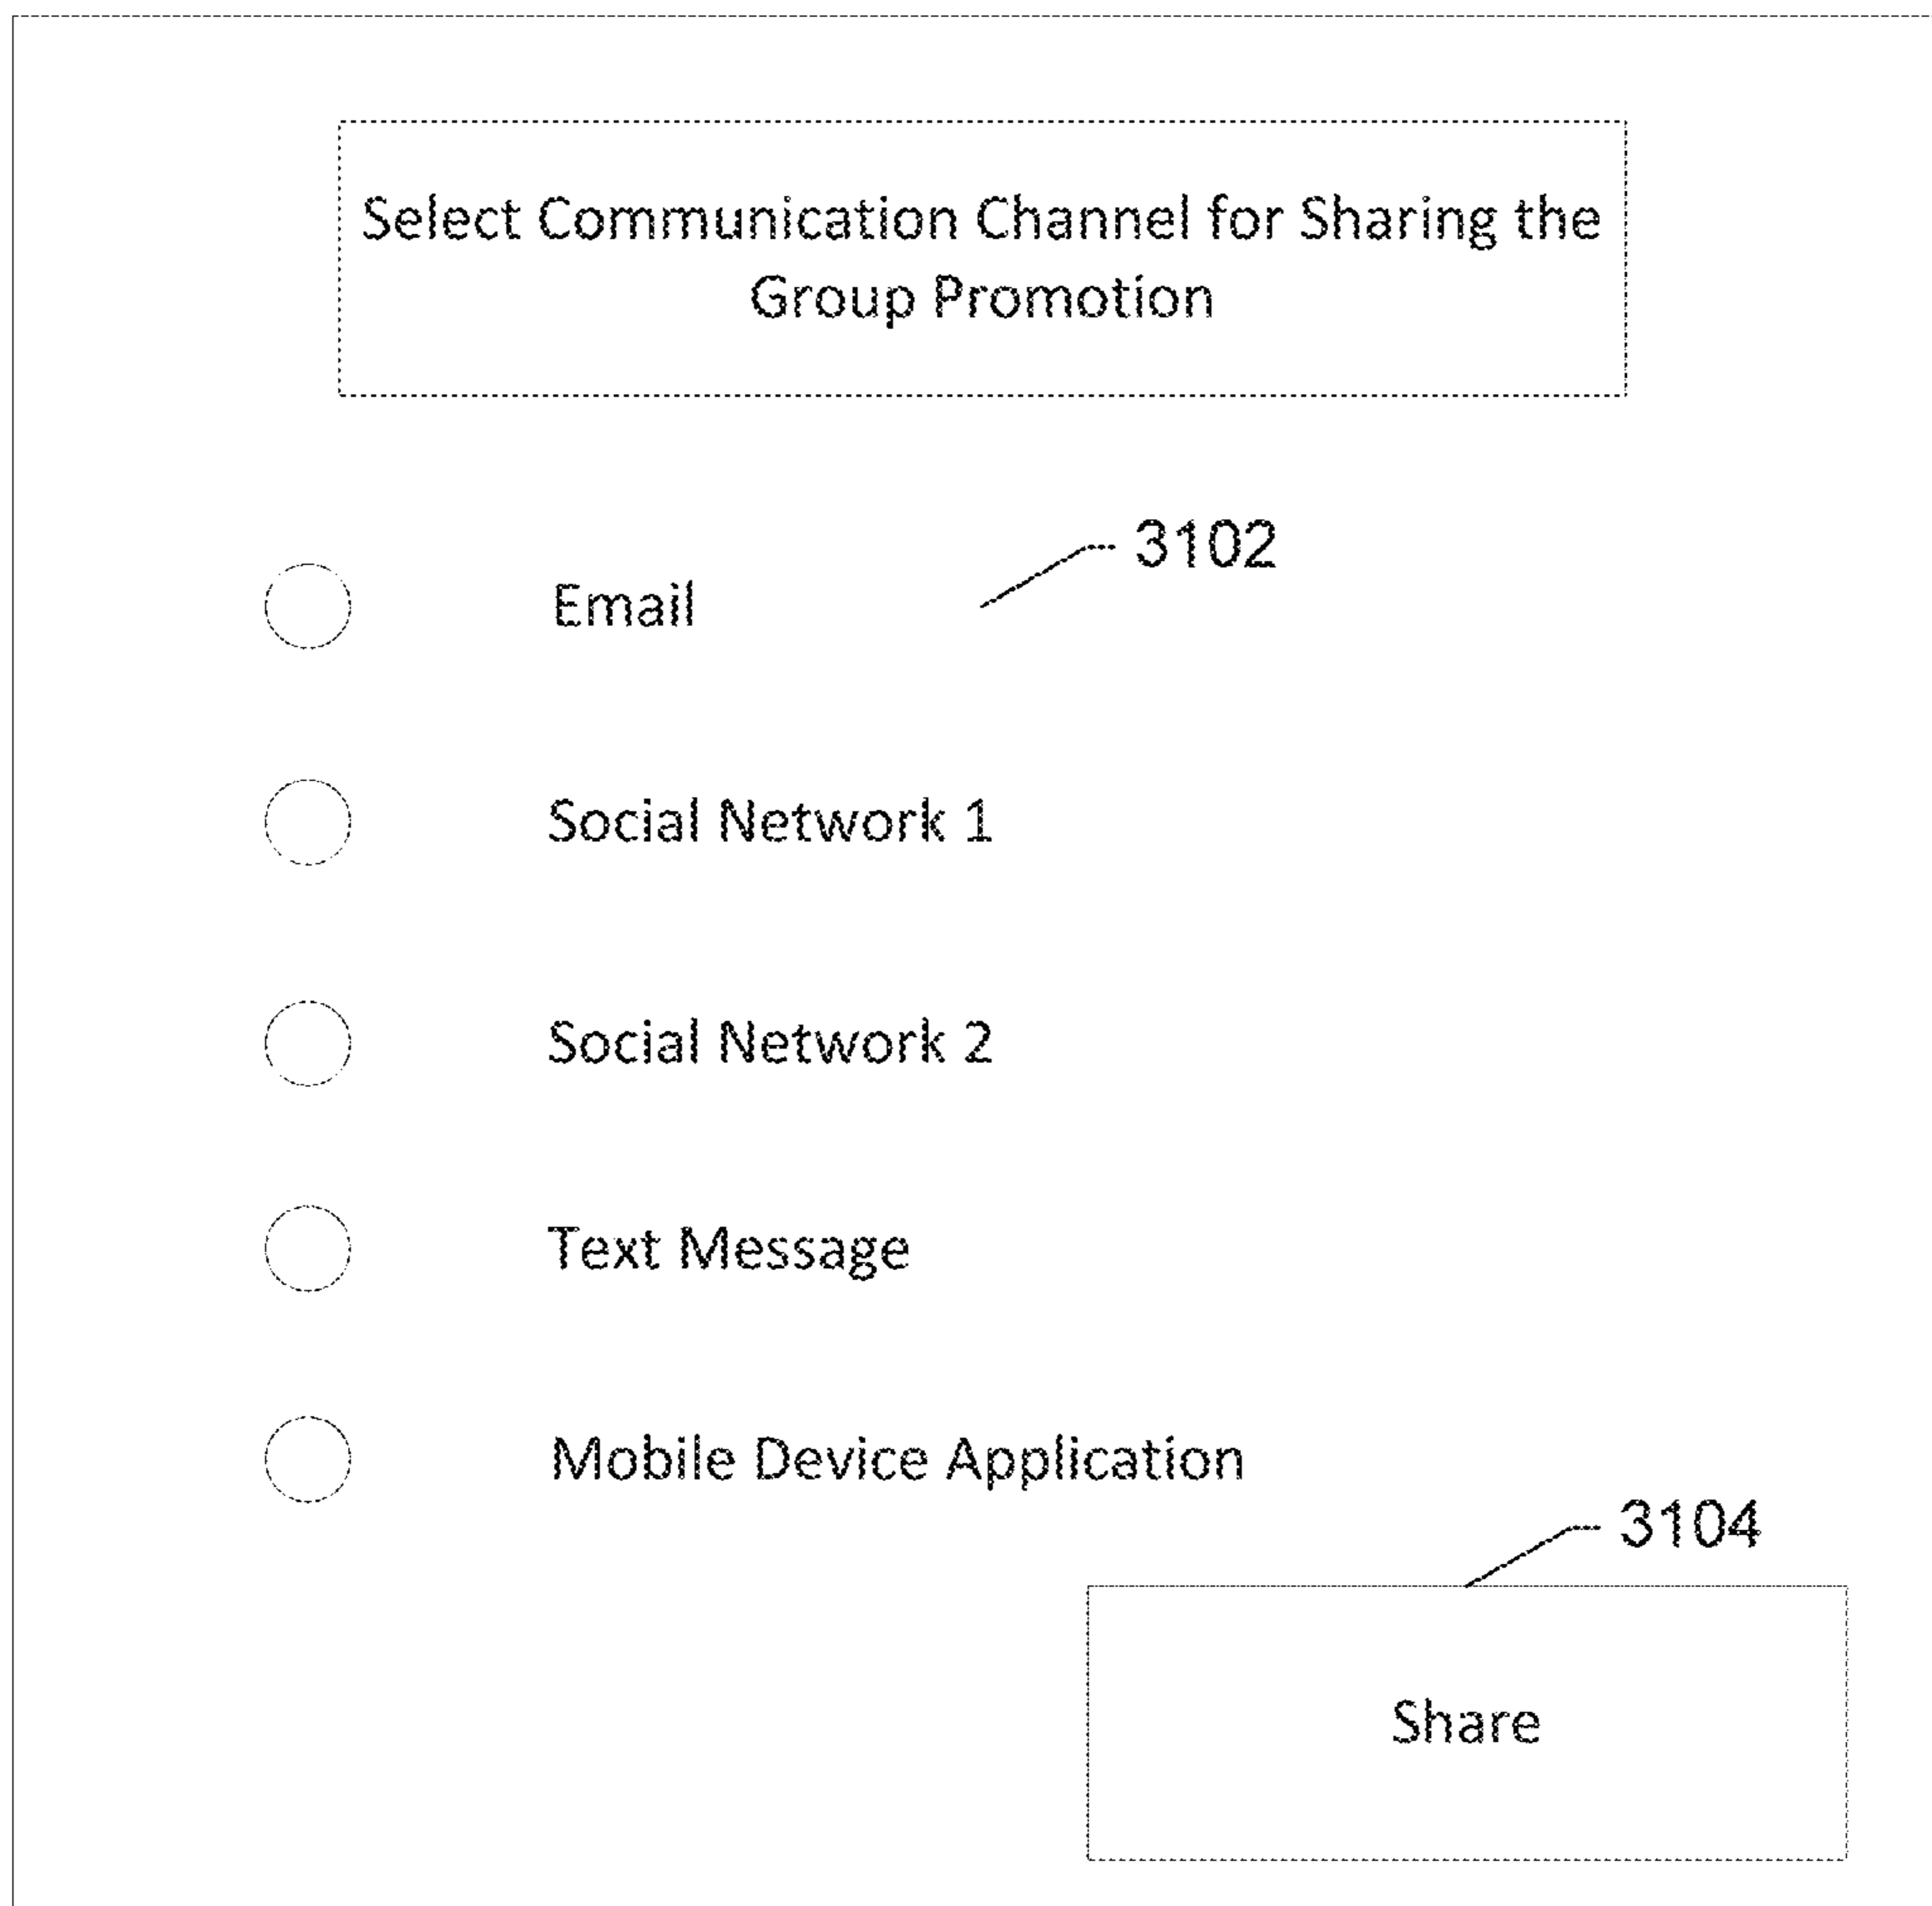 Select Communication Channel for Sharing the
Group Promotion
3102
Email
Social Network 1
Social Network 2
Text Message
Mobile Device Application
3104
Share